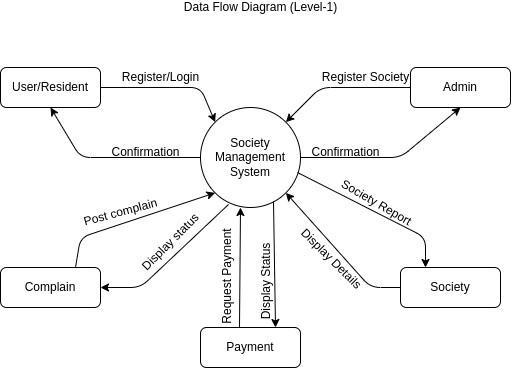 Data Flow Diagram (Level-1)
User/Resident
Register/Login
Register Society
Admin
Confirmation
Society
Management
System
Confirmation
Post complain
Display status
Request Payment
Display Status
Display Details
Society Report
Complain
Payment
Society